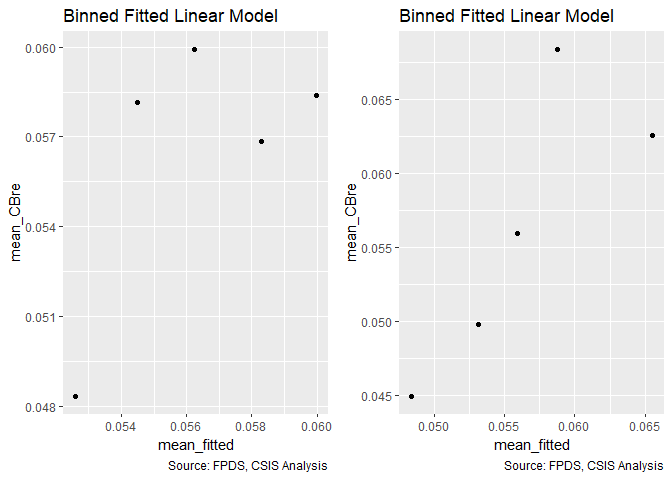 Binned Fitted Linear Model
mean_CBre
0.060
0.057
0.054
0.051
0.048
0.054
0.056
0.058
0.060
mean_fitted
Source: FPDS, CSIS Analysis
Binned Fitted Linear Model
mean_CBre
0.065
0.060
0.055
0.050
0.045
0.050
0.055
0.060
0.065
mean_fitted
Source: FPDS, CSIS Analysis